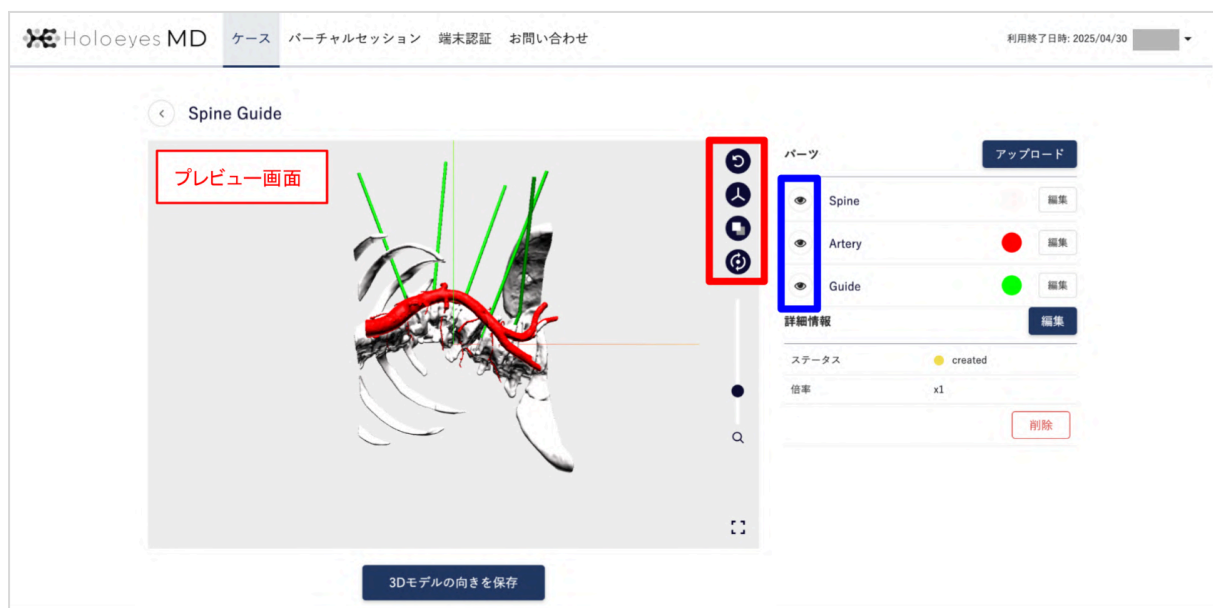 Holoeyes MD ケース バーチャルセッション 端末認証 お問い合わせ 利用終了日時: 2025/04/30
Spine Guide
プレビュー画面
パーツ アップロード
Spine 編集
Artery 編集
Guide 編集
詳細情報 編集
ステータス created
倍率 x1
削除
3Dモデルの向きを保存